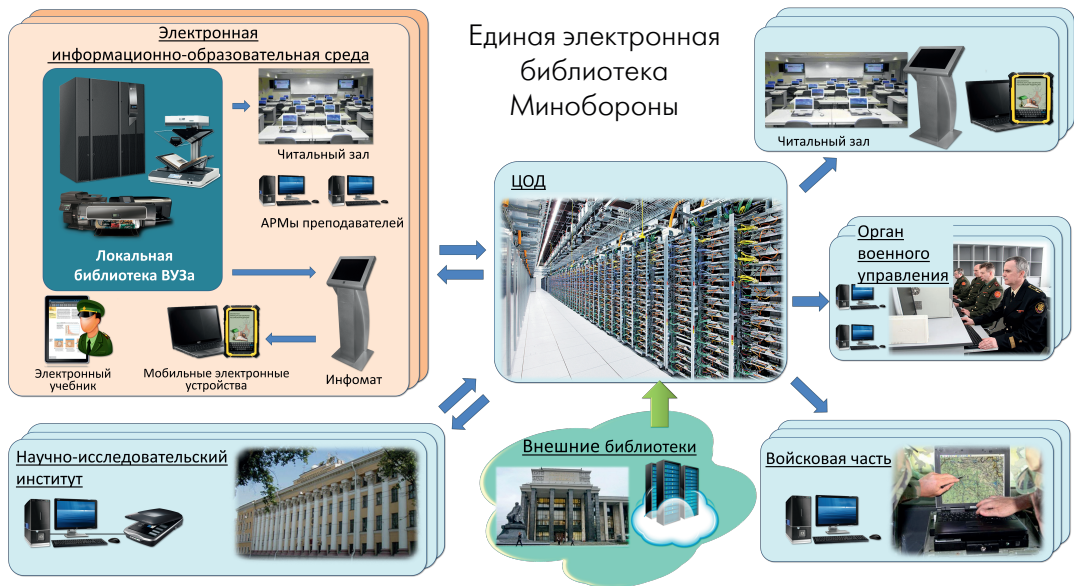 Электронная
информационно-образовательная среда
Читальный зал
АРМы преподавателей
Локальная
библиотека ВУЗа
Электронный
учебник
Мобильные электронные
устройства
Инфомат
Единая электронная
библиотека
Минобороны
ЦОД
Читальный зал
Орган
военного
управления
Научно-исследовательский
институт
Внешние библиотеки
Войсковая часть